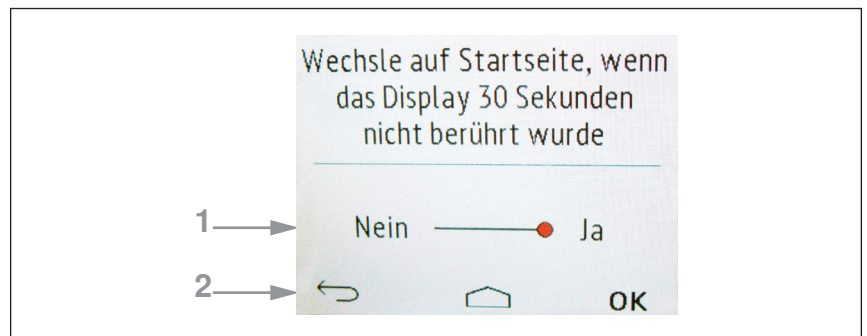 Wechsle auf Startseite, wenn
das Display 30 Sekunden
nicht berührt wurde
1 Nein Ja
2 OK